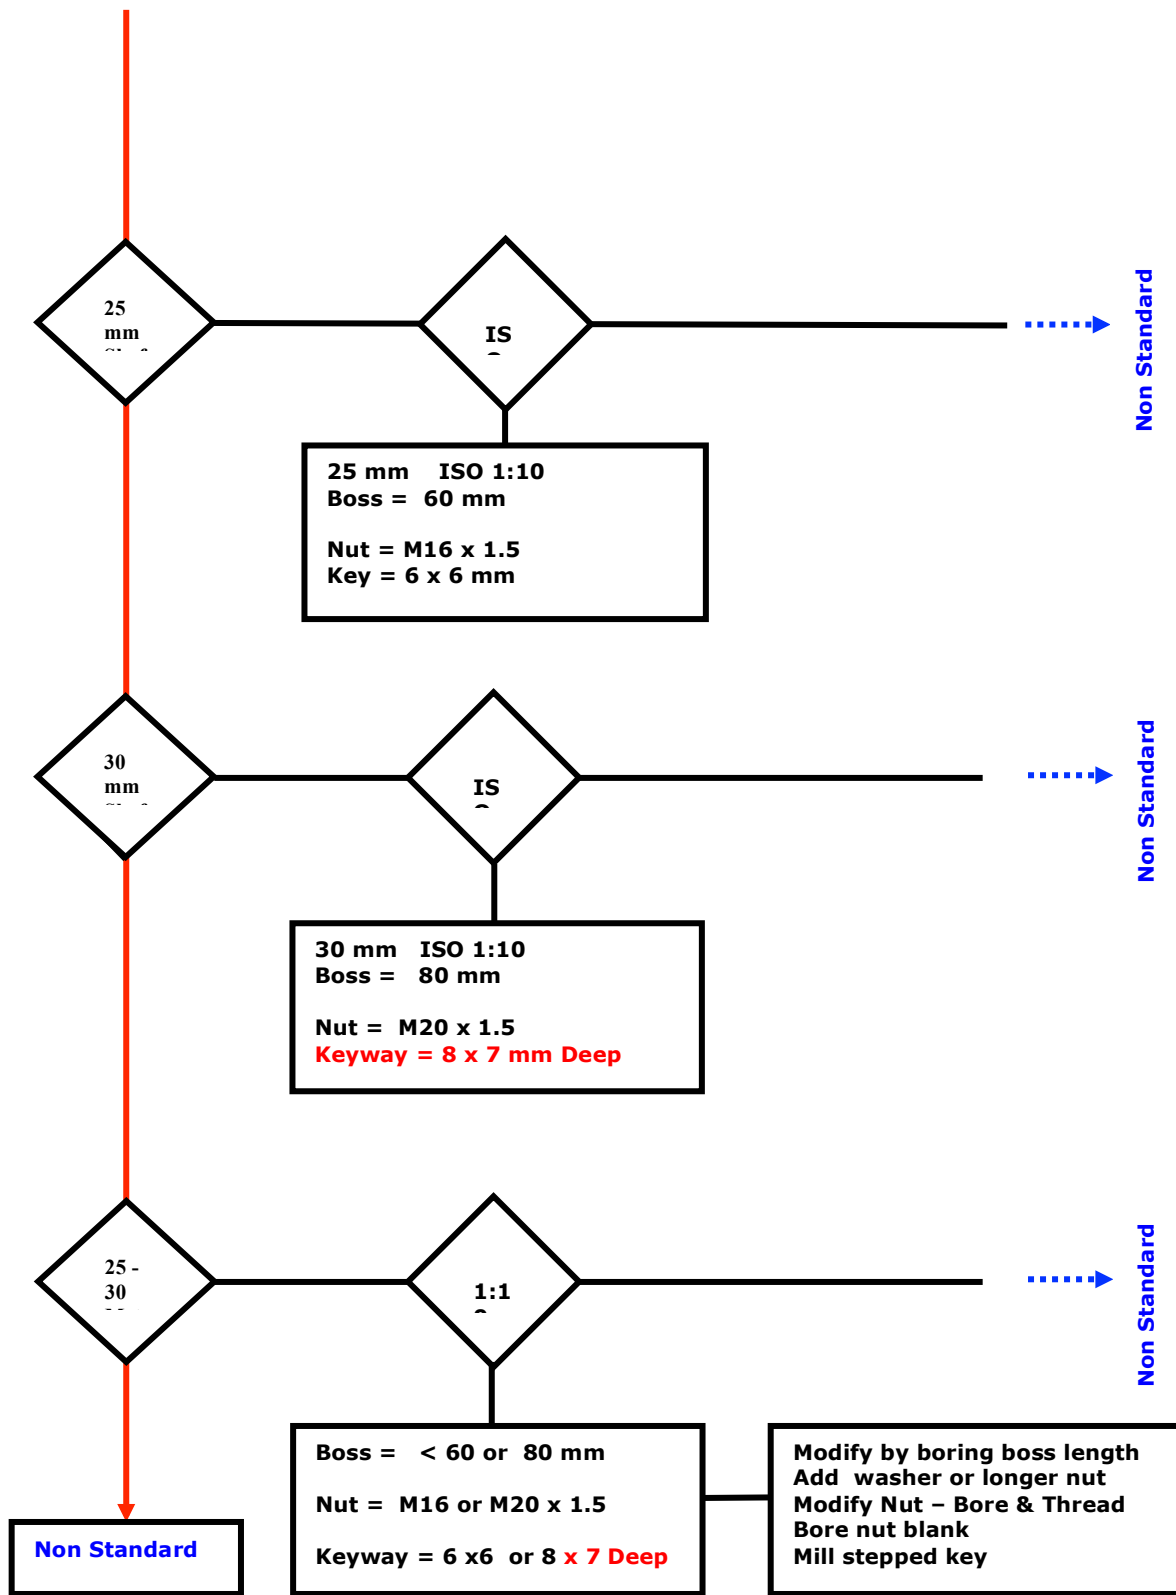 25
mm
IS
Non Standard
25 mm ISO 1:10
Boss = 60 mm
Nut = M16 x 1.5
Key = 6 x 6 mm
30
mm
IS
Non Standard
30 mm ISO 1:10
Boss = 80 mm
Nut = M20 x 1.5
Keyway = 8 x 7 mm Deep
25 -
30
1:1
Non Standard
Boss = < 60 or 80 mm
Nut = M16 or M20 x 1.5
Keyway = 6 x6 or 8 x 7 Deep
Modify by boring boss length
Add washer or longer nut
Modify Nut – Bore & Thread
Bore nut blank
Mill stepped key
Non Standard